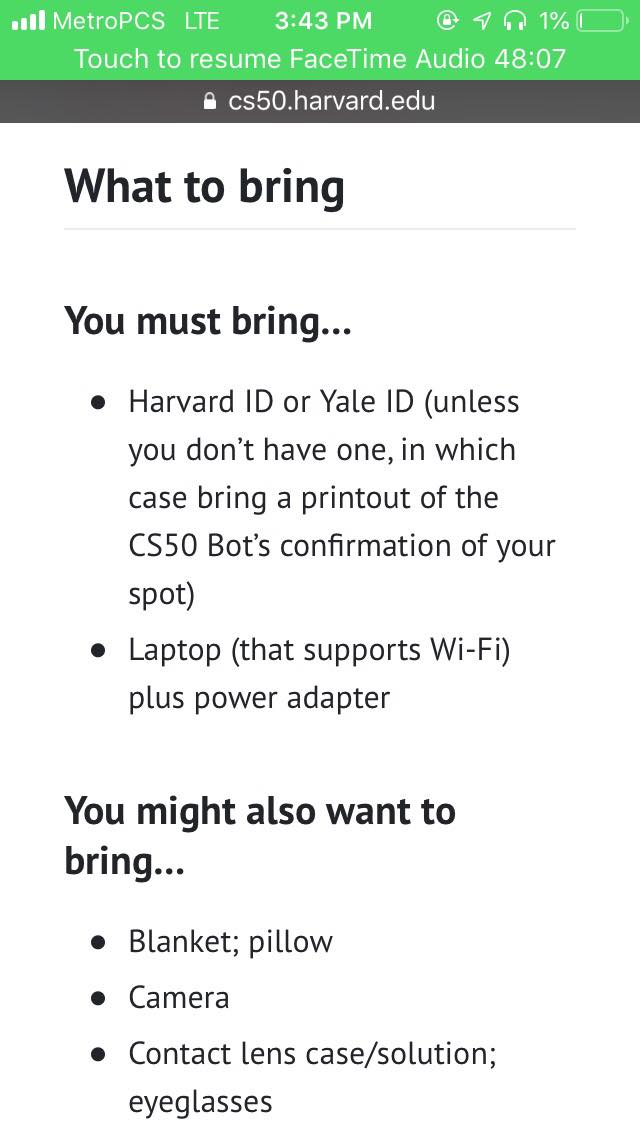 MetroPCS LTE 3:43 PM 1%
Touch to resume FaceTime Audio 48:07
cs50.harvard.edu
What to bring
You must bring...
• Harvard ID or Yale ID (unless
you don’t have one, in which
case bring a printout of the
CS50 Bot’s confirmation of your
spot)
• Laptop (that supports Wi-Fi)
plus power adapter
You might also want to
bring...
• Blanket; pillow
• Camera
• Contact lens case/solution;
eyeglasses